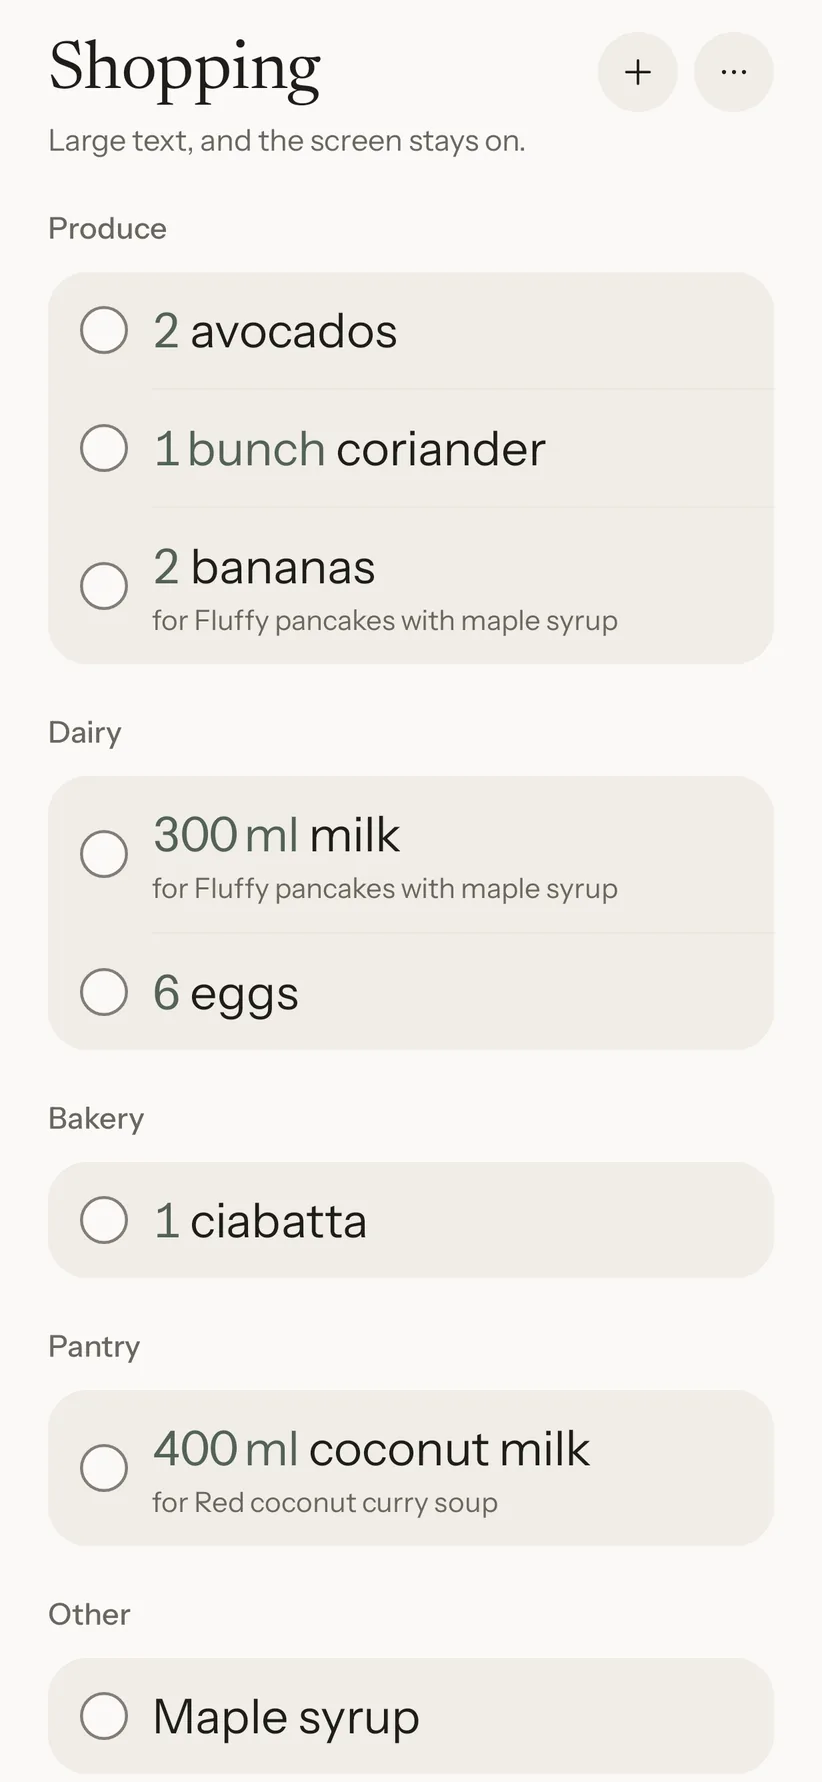 Shopping
Large text, and the screen stays on.
Produce
2 avocados
1 bunch coriander
2 bananas
for Fluffy pancakes with maple syrup
Dairy
300 ml milk
for Fluffy pancakes with maple syrup
6 eggs
Bakery
1 ciabatta
Pantry
400 ml coconut milk
for Red coconut curry soup
Other
Maple syrup